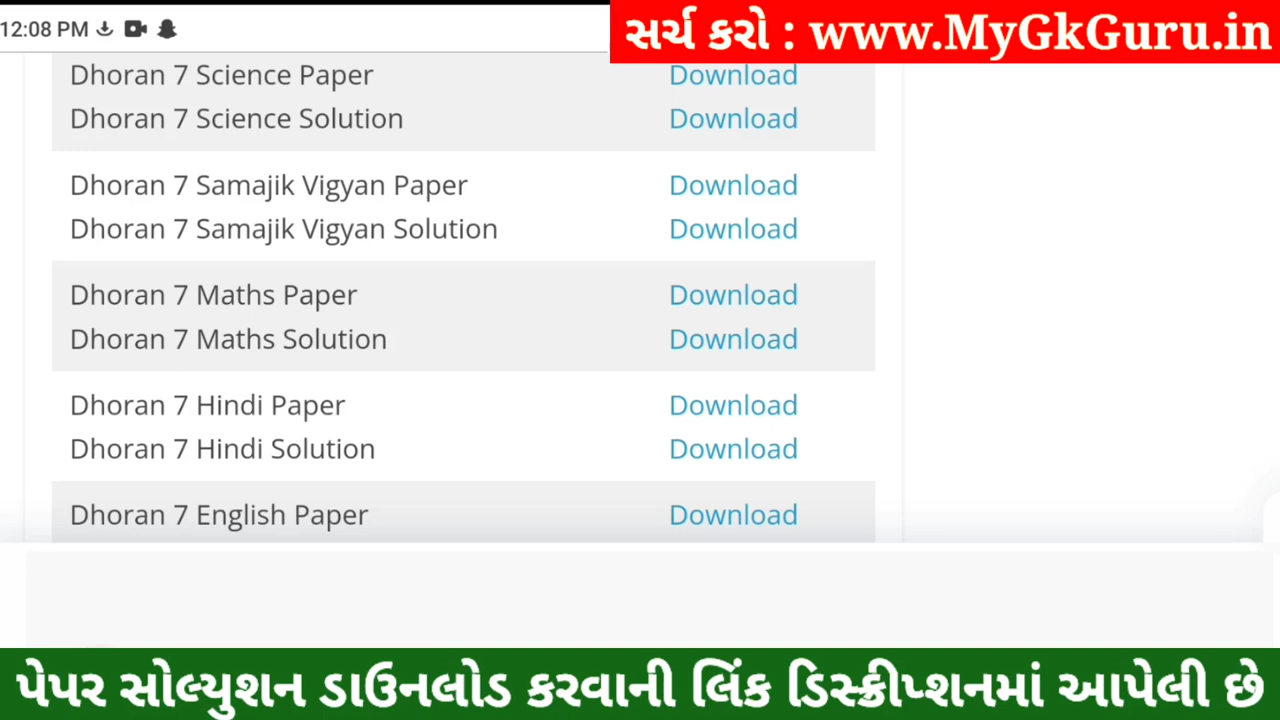 12:08 PM
સર્ચ કરો : www.MyGkGuru.in
Dhoran 7 Science Paper Download
Dhoran 7 Science Solution Download
Dhoran 7 Samajik Vigyan Paper Download
Dhoran 7 Samajik Vigyan Solution Download
Dhoran 7 Maths Paper Download
Dhoran 7 Maths Solution Download
Dhoran 7 Hindi Paper Download
Dhoran 7 Hindi Solution Download
Dhoran 7 English Paper Download
પેપર સોલ્યુશન ડાઉનલોડ કરવાની લિંક ડિસ્ક્રીપ્શનમાં આપેલી છે